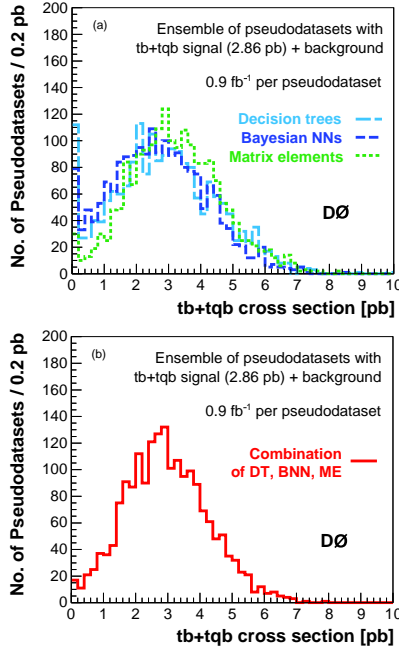 (a)
Ensemble of pseudodatasets with
tb+tqb signal (2.86 pb) + background
0.9 fb⁻¹ per pseudodataset
Decision trees
Bayesian NNs
Matrix elements
DØ
No. of Pseudodatasets / 0.2 pb
200
180
160
140
120
100
80
60
40
20
0
0 1 2 3 4 5 6 7 8 9 10
tb+tqb cross section [pb]
(b)
Ensemble of pseudodatasets with
tb+tqb signal (2.86 pb) + background
0.9 fb⁻¹ per pseudodataset
Combination
of DT, BNN, ME
DØ
No. of Pseudodatasets / 0.2 pb
200
180
160
140
120
100
80
60
40
20
0
0 1 2 3 4 5 6 7 8 9 10
tb+tqb cross section [pb]